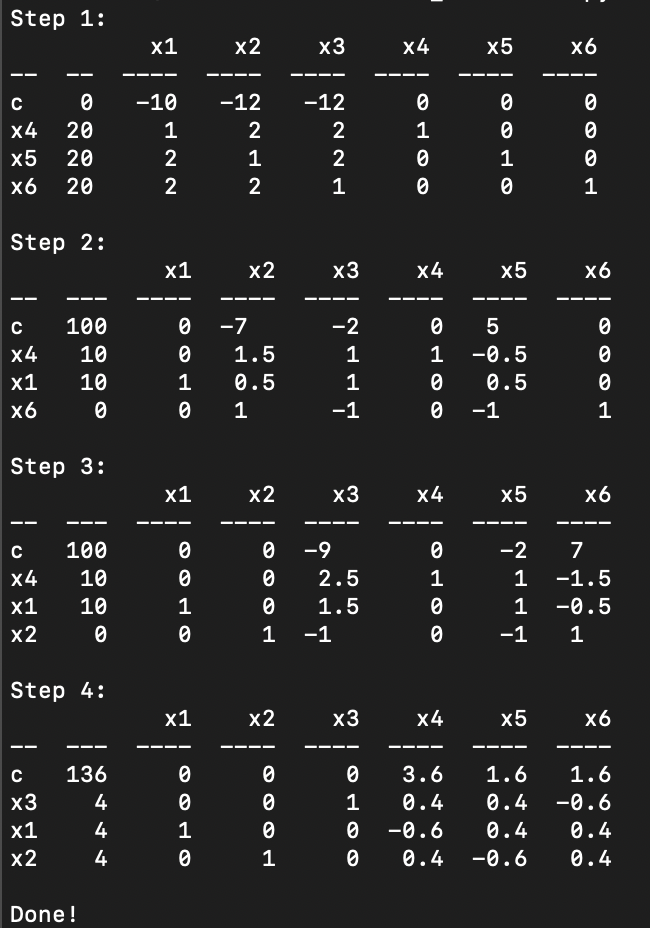 Step 1:
            x1    x2    x3    x4    x5    x6
--  --  ----  ----  ----  ----  ----  ----
c    0   -10   -12   -12     0     0     0
x4  20     1     2     2     1     0     0
x5  20     2     1     2     0     1     0
x6  20     2     2     1     0     0     1
Step 2:
             x1    x2    x3    x4    x5    x6
--  ---  ----  ----  ----  ----  ----  ----
c   100     0  -7      -2     0   5       0
x4   10     0   1.5     1     1  -0.5     0
x1   10     1   0.5     1     0   0.5     0
x6    0     0   1      -1     0  -1       1
Step 3:
             x1    x2    x3    x4    x5    x6
--  ---  ----  ----  ----  ----  ----  ----
c   100     0     0  -9       0    -2   7
x4   10     0     0   2.5     1     1  -1.5
x1   10     1     0   1.5     0     1  -0.5
x2    0     0     1  -1       0    -1   1
Step 4:
             x1    x2    x3    x4    x5    x6
--  ---  ----  ----  ----  ----  ----  ----
c   136     0     0     0   3.6   1.6   1.6
x3    4     0     0     1   0.4   0.4  -0.6
x1    4     1     0     0  -0.6   0.4   0.4
x2    4     0     1     0   0.4  -0.6   0.4
Done!